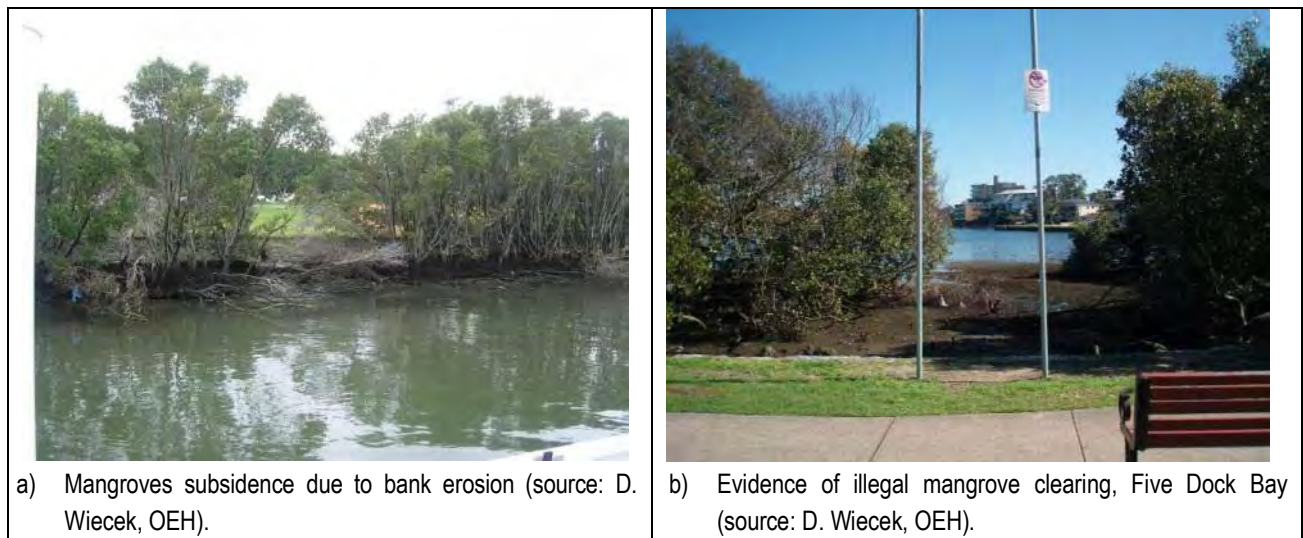 a) Mangroves subsidence due to bank erosion (source: D.
Wiecek, OEH).
b) Evidence of illegal mangrove clearing, Five Dock Bay
(source: D. Wiecek, OEH).